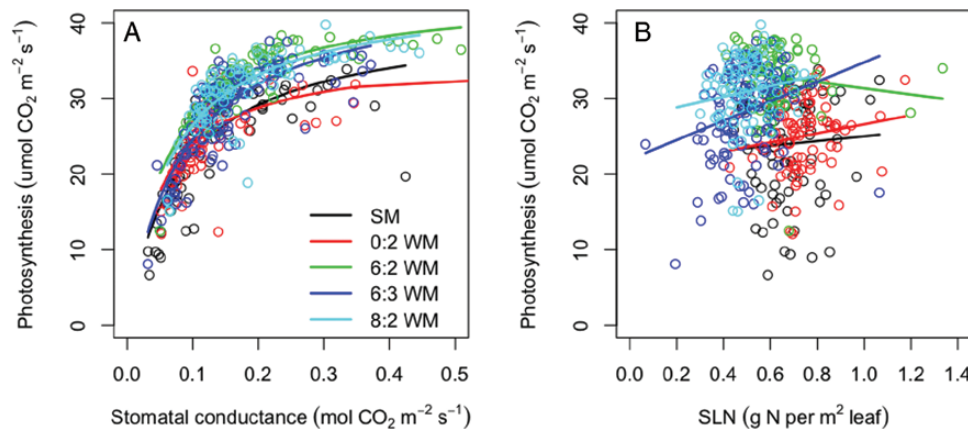 A
B
40
30
20
10
0
Photosynthesis (umol CO₂ m⁻² s⁻¹)
SM
0:2 WM
6:2 WM
6:3 WM
8:2 WM
0.0 0.1 0.2 0.3 0.4 0.5
Stomatal conductance (mol CO₂ m⁻² s⁻¹)
40
30
20
10
0
Photosynthesis (umol CO₂ m⁻² s⁻¹)
0.0 0.2 0.4 0.6 0.8 1.0 1.2 1.4
SLN (g N per m² leaf)